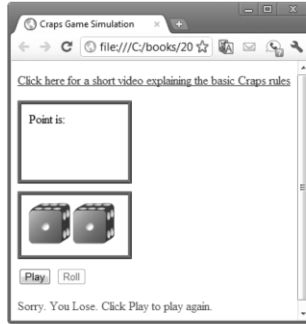 Craps Game Simulation
file:///C:/books/20
Click here for a short video explaining the basic Craps rules
Point is:
Play Roll
Sorry. You Lose. Click Play to play again.